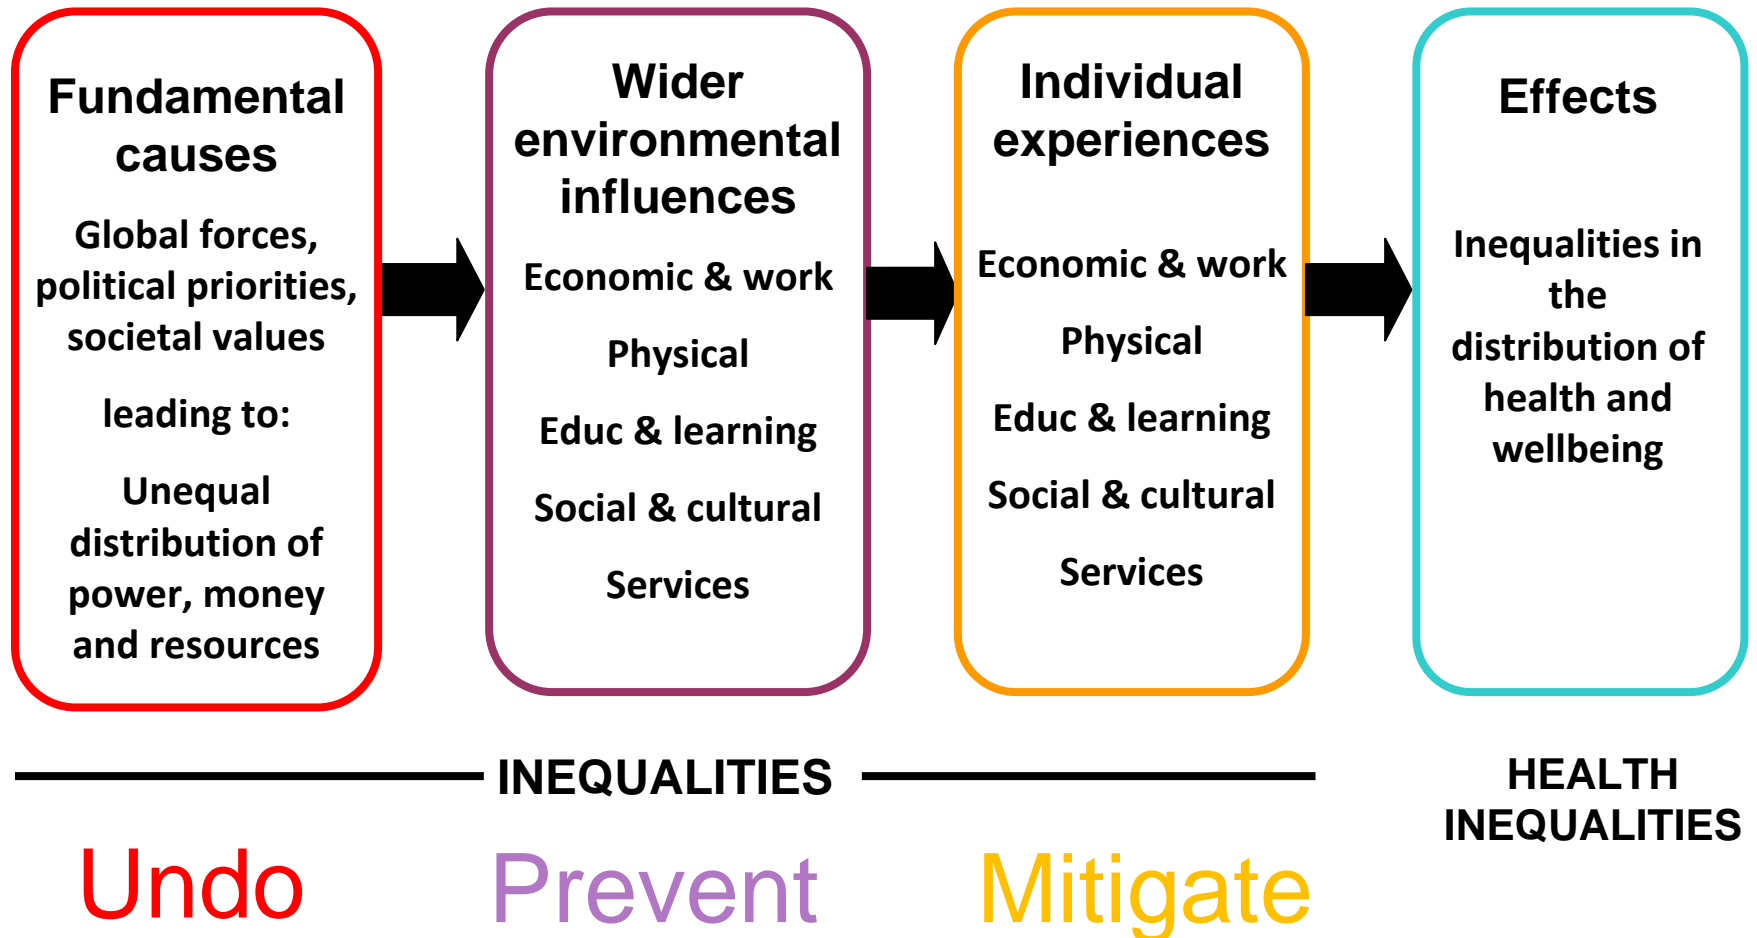 Fundamental
causes
Global forces,
political priorities,
societal values
leading to:
Unequal
distribution of
power, money
and resources
Wider
environmental
influences
Economic & work
Physical
Educ & learning
Social & cultural
Services
Individual
experiences
Economic & work
Physical
Educ & learning
Social & cultural
Services
Effects
Inequalities in
the
distribution of
health and
wellbeing
INEQUALITIES
HEALTH
INEQUALITIES
Undo
Prevent
Mitigate